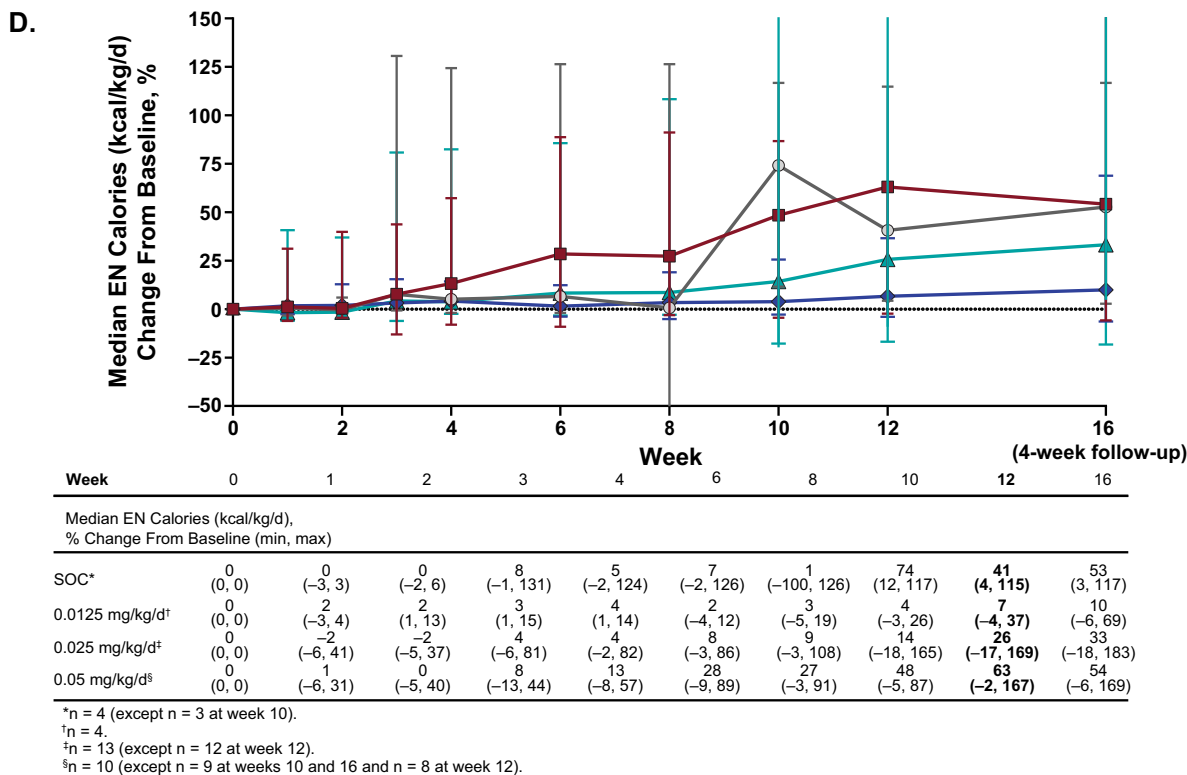 D.
Median EN Calories (kcal/kg/d)
Change From Baseline, %
150
125
100
75
50
25
0
–25
–50
0 2 4 6 8 10 12 16
Week
(4-week follow-up)
Week 0 1 2 3 4 6 8 10 12 16
Median EN Calories (kcal/kg/d),
% Change From Baseline (min, max)
SOC* 0 0 0 8 5 7 1 74 41 53
(0, 0) (–3, 3) (–2, 6) (–1, 131) (–2, 124) (–2, 126) (–100, 126) (12, 117) (4, 115) (3, 117)
0.0125 mg/kg/d† 0 2 2 3 4 2 3 4 7 10
(0, 0) (–3, 4) (1, 13) (1, 15) (1, 14) (–4, 12) (–5, 19) (–3, 26) (–4, 37) (–6, 69)
0.025 mg/kg/d‡ 0 –2 –2 4 4 8 9 14 26 33
(0, 0) (–6, 41) (–5, 37) (–6, 81) (–2, 82) (–3, 86) (–3, 108) (–18, 165) (–17, 169) (–18, 183)
0.05 mg/kg/d§ 0 1 0 8 13 28 27 48 63 54
(0, 0) (–6, 31) (–5, 40) (–13, 44) (–8, 57) (–9, 89) (–3, 91) (–5, 87) (–2, 167) (–6, 169)
*n = 4 (except n = 3 at week 10).
†n = 4.
‡n = 13 (except n = 12 at week 12).
§n = 10 (except n = 9 at weeks 10 and 16 and n = 8 at week 12).